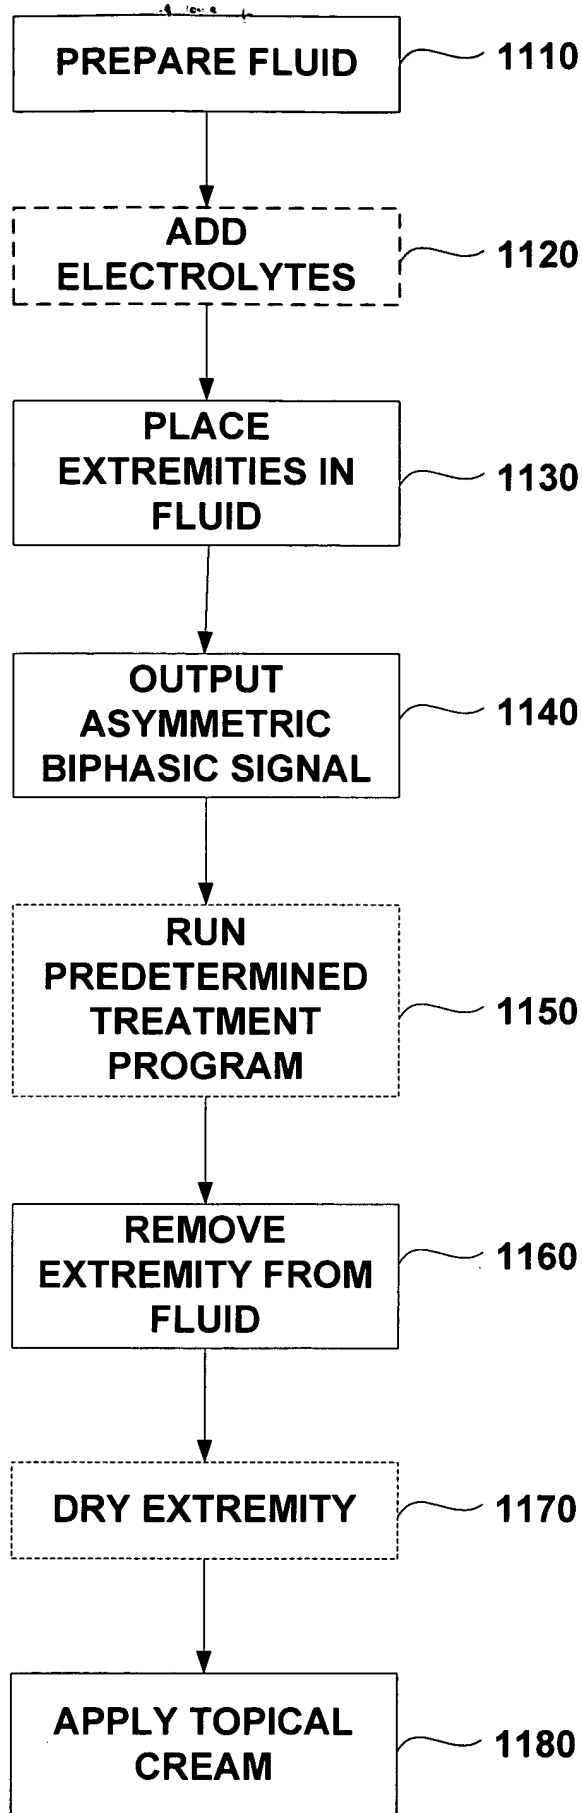 PREPARE FLUID
1110
ADD
ELECTROLYTES
1120
PLACE
EXTREMITIES IN
FLUID
1130
OUTPUT
ASYMMETRIC
BIPHASIC SIGNAL
1140
RUN
PREDETERMINED
TREATMENT
PROGRAM
1150
REMOVE
EXTREMITY FROM
FLUID
1160
DRY EXTREMITY
1170
APPLY TOPICAL
CREAM
1180